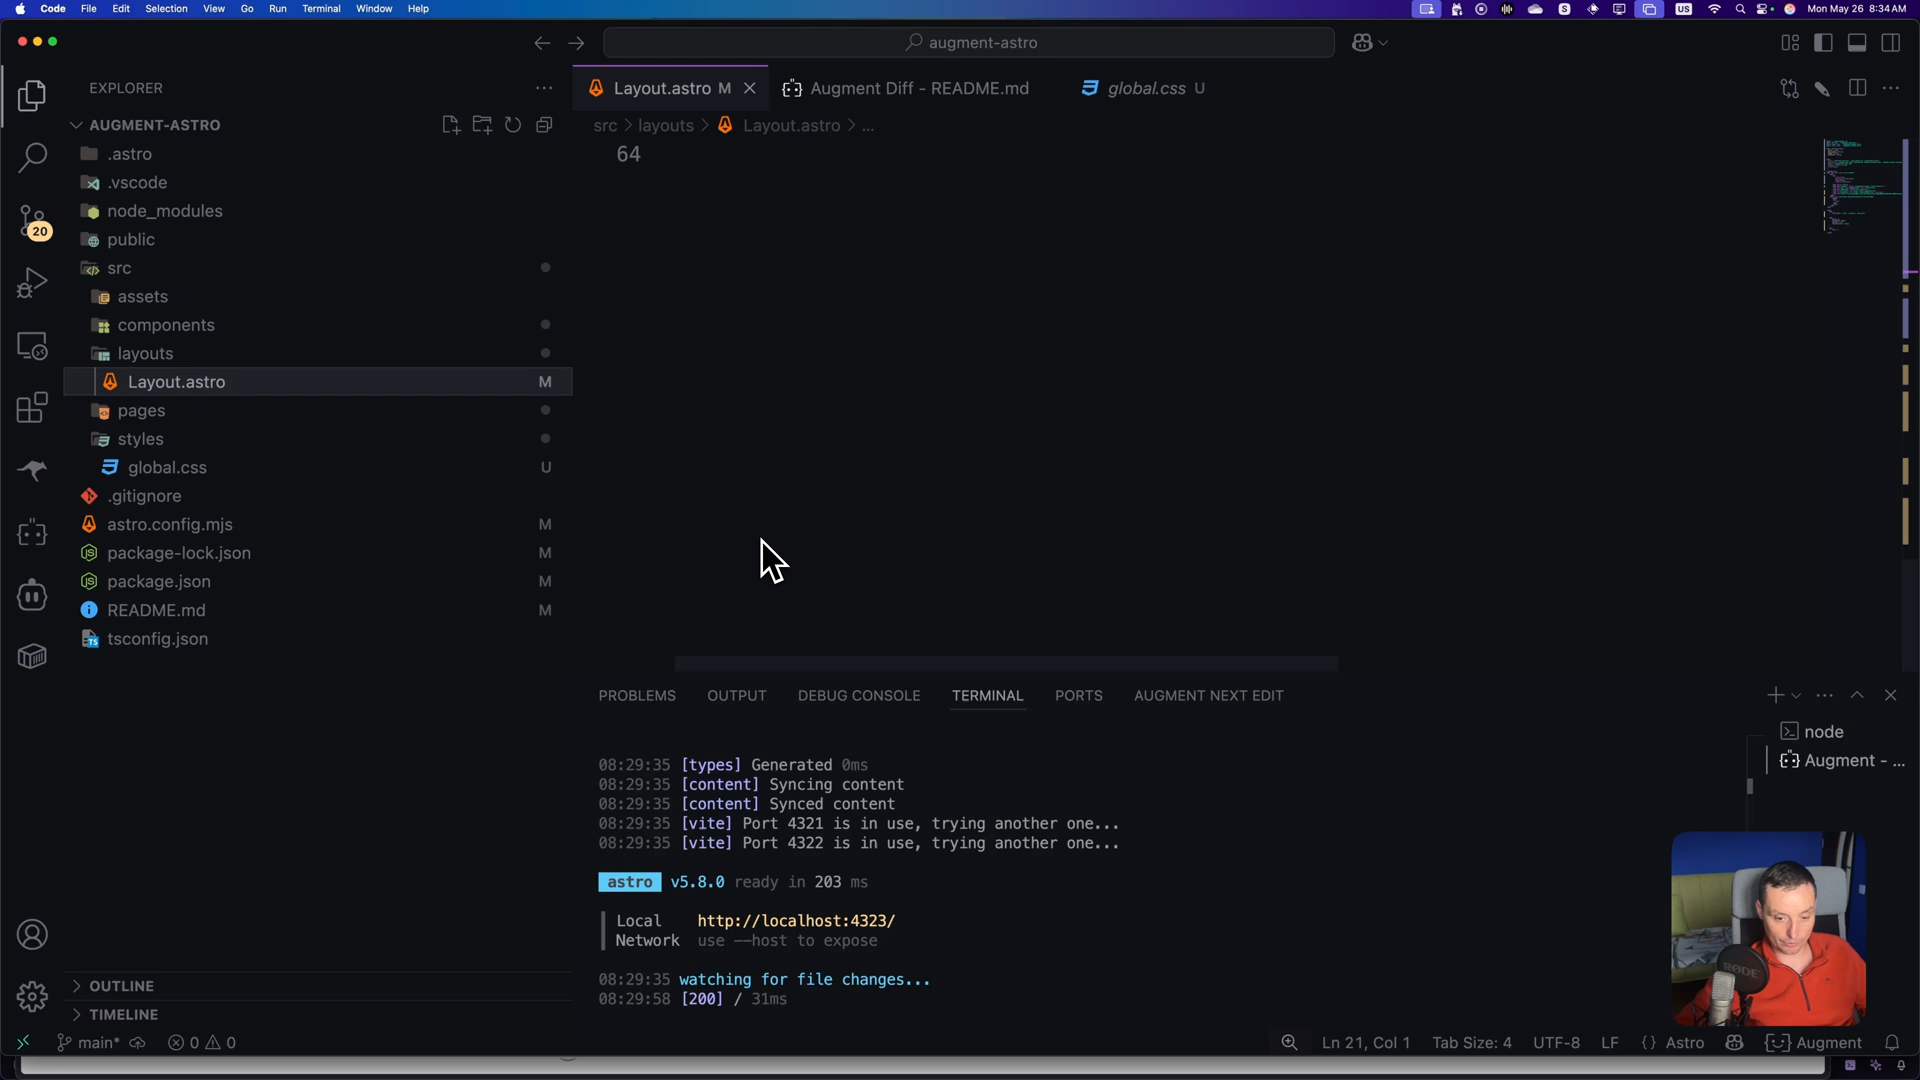 Code File Edit Selection View Go Run Terminal Window Help
US Mon May 26 8:34 AM
augment-astro
EXPLORER
AUGMENT-ASTRO
.astro
.vscode
node_modules
public
src
assets
components
layouts
Layout.astro M
pages
styles
global.css U
.gitignore
astro.config.mjs M
package-lock.json M
package.json M
README.md M
tsconfig.json
OUTLINE
TIMELINE
20
Layout.astro M Augment Diff - README.md global.css U
src > layouts > Layout.astro > ...
64
PROBLEMS OUTPUT DEBUG CONSOLE TERMINAL PORTS AUGMENT NEXT EDIT
node
Augment - ...
08:29:35 [types] Generated 0ms
08:29:35 [content] Syncing content
08:29:35 [content] Synced content
08:29:35 [vite] Port 4321 is in use, trying another one...
08:29:35 [vite] Port 4322 is in use, trying another one...
astro v5.8.0 ready in 203 ms
Local http://localhost:4323/
Network use --host to expose
08:29:35 watching for file changes...
08:29:58 [200] / 31ms
RØDE
main* 0 0 Ln 21, Col 1 Tab Size: 4 UTF-8 LF {} Astro Augment